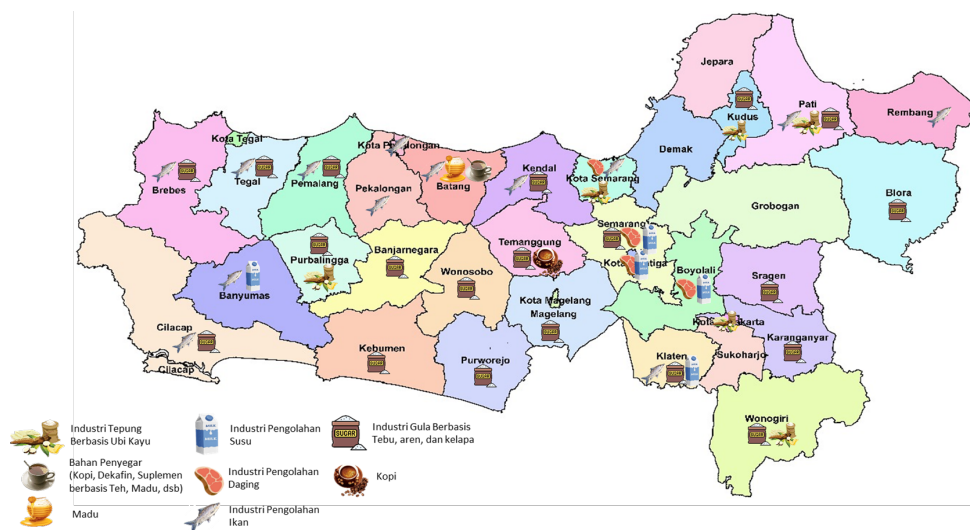 Jepara
Pati
Rembang
Kudus
Kota Tegal
Demak
Kota Pekalongan
Brebes
Tegal
Pemalang
Kendal
Kota Semarang
Batang
Pekalongan
Blora
Grobogan
Semarang
Temanggung
Banjarnegara
Purbalingga
Kota Salatiga
Wonosobo
Boyolali
Sragen
Banyumas
Kota Magelang
Magelang
Cilacap
Kota Surakarta
Karanganyar
Kebumen
Klaten
Sukoharjo
Purworejo
Cilacap
Wonogiri
SUGAR
Industri Tepung
Berbasis Ubi Kayu
Industri Pengolahan
Susu
Industri Gula Berbasis
Tebu, aren, dan kelapa
Bahan Penyegar
(Kopi, Dekafin, Suplemen
berbasis Teh, Madu, dsb)
Industri Pengolahan
Daging
Kopi
Madu
Industri Pengolahan
Ikan